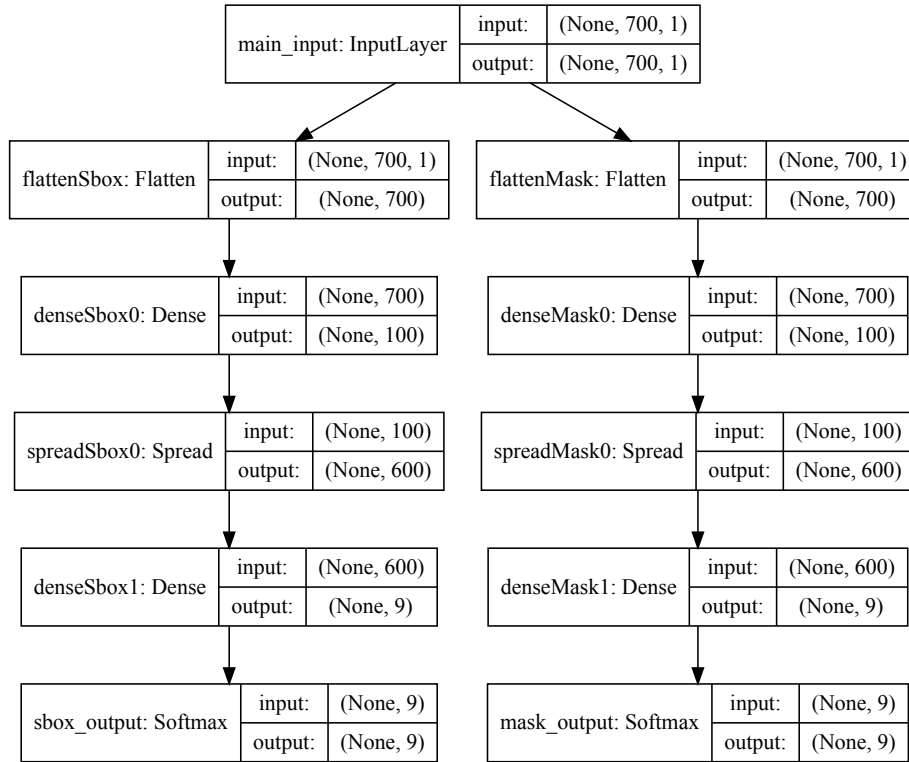 main_input: InputLayer
input:
(None, 700, 1)
output:
(None, 700, 1)
flattenSbox: Flatten
input:
(None, 700, 1)
output:
(None, 700)
flattenMask: Flatten
input:
(None, 700, 1)
output:
(None, 700)
denseSbox0: Dense
input:
(None, 700)
output:
(None, 100)
denseMask0: Dense
input:
(None, 700)
output:
(None, 100)
spreadSbox0: Spread
input:
(None, 100)
output:
(None, 600)
spreadMask0: Spread
input:
(None, 100)
output:
(None, 600)
denseSbox1: Dense
input:
(None, 600)
output:
(None, 9)
denseMask1: Dense
input:
(None, 600)
output:
(None, 9)
sbox_output: Softmax
input:
(None, 9)
output:
(None, 9)
mask_output: Softmax
input:
(None, 9)
output:
(None, 9)